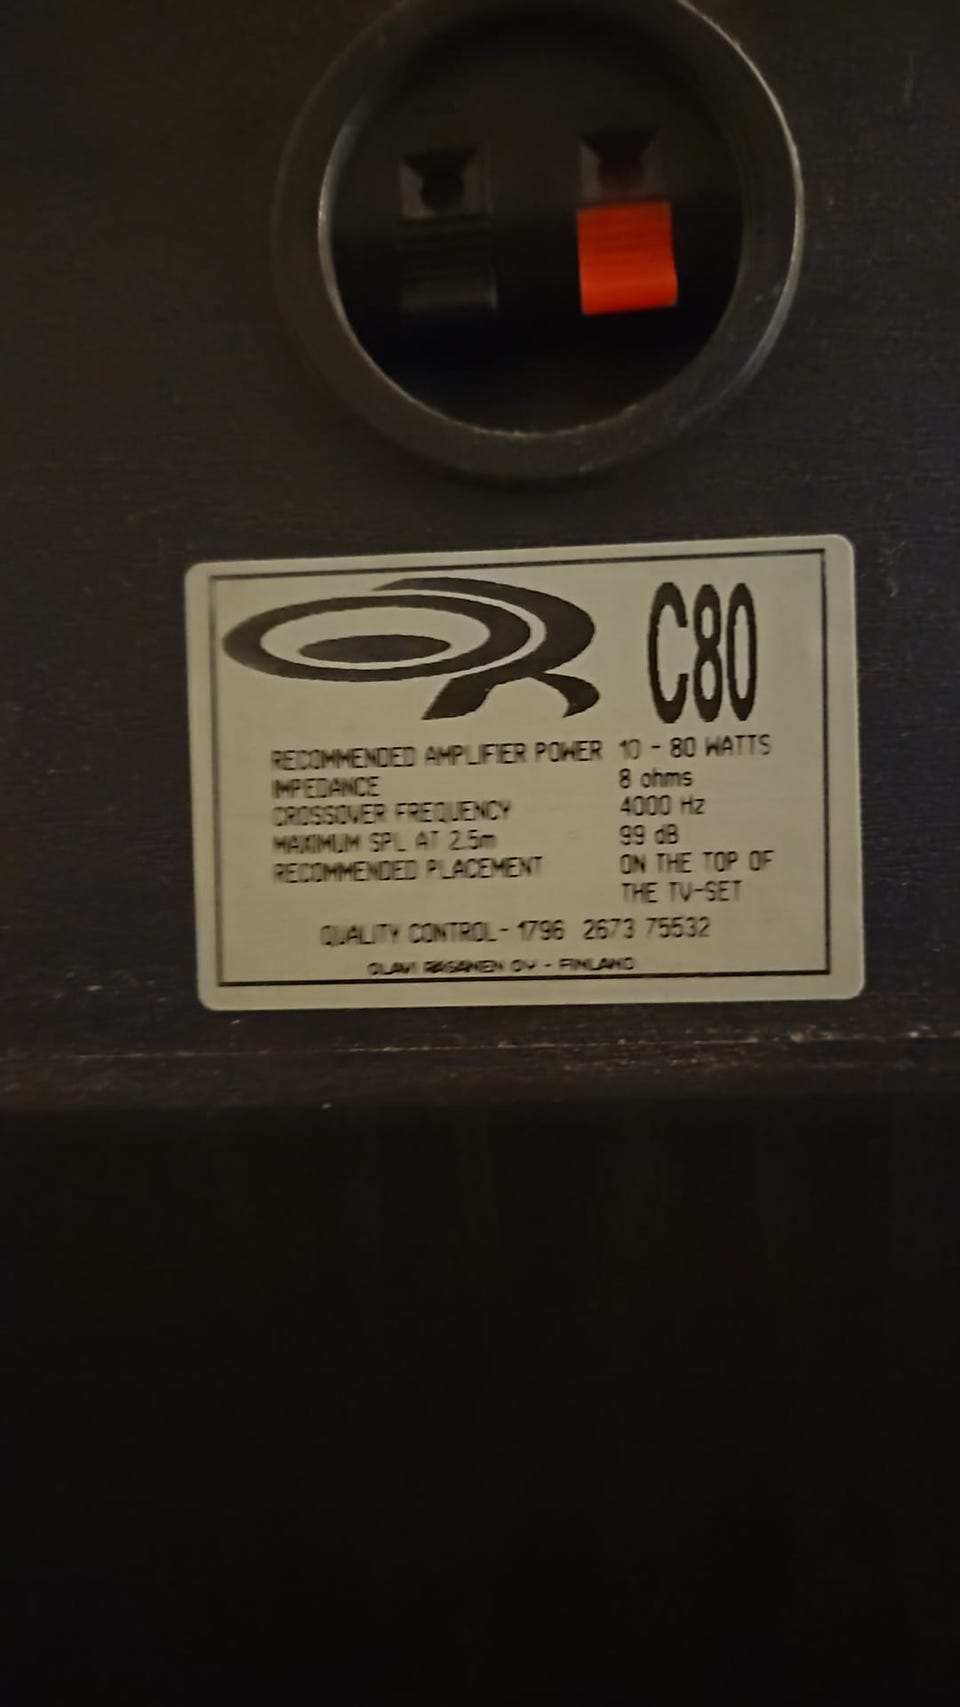 OR C80
RECOMMENDED AMPLIFIER POWER 10 - 80 WATTS
IMPEDANCE 8 ohms
CROSSOVER FREQUENCY 4000 Hz
MAXIMUM SPL AT 2.5m 99 dB
RECOMMENDED PLACEMENT ON THE TOP OF
THE TV-SET
QUALITY CONTROL- 1796 2673 75532
OLAVI RÄSÄNEN OY - FINLAND